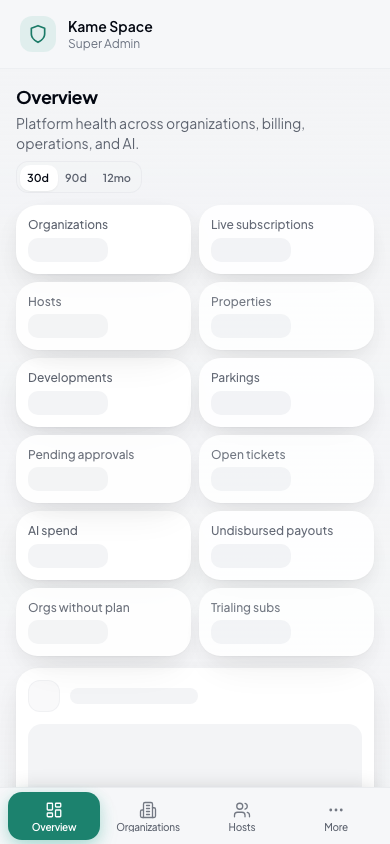 Kame Space
Super Admin
Overview
Platform health across organizations, billing,
operations, and AI.
30d 90d 12mo
Organizations Live subscriptions
Hosts Properties
Developments Parkings
Pending approvals Open tickets
AI spend Undisbursed payouts
Orgs without plan Trialing subs
Overview Organizations Hosts More